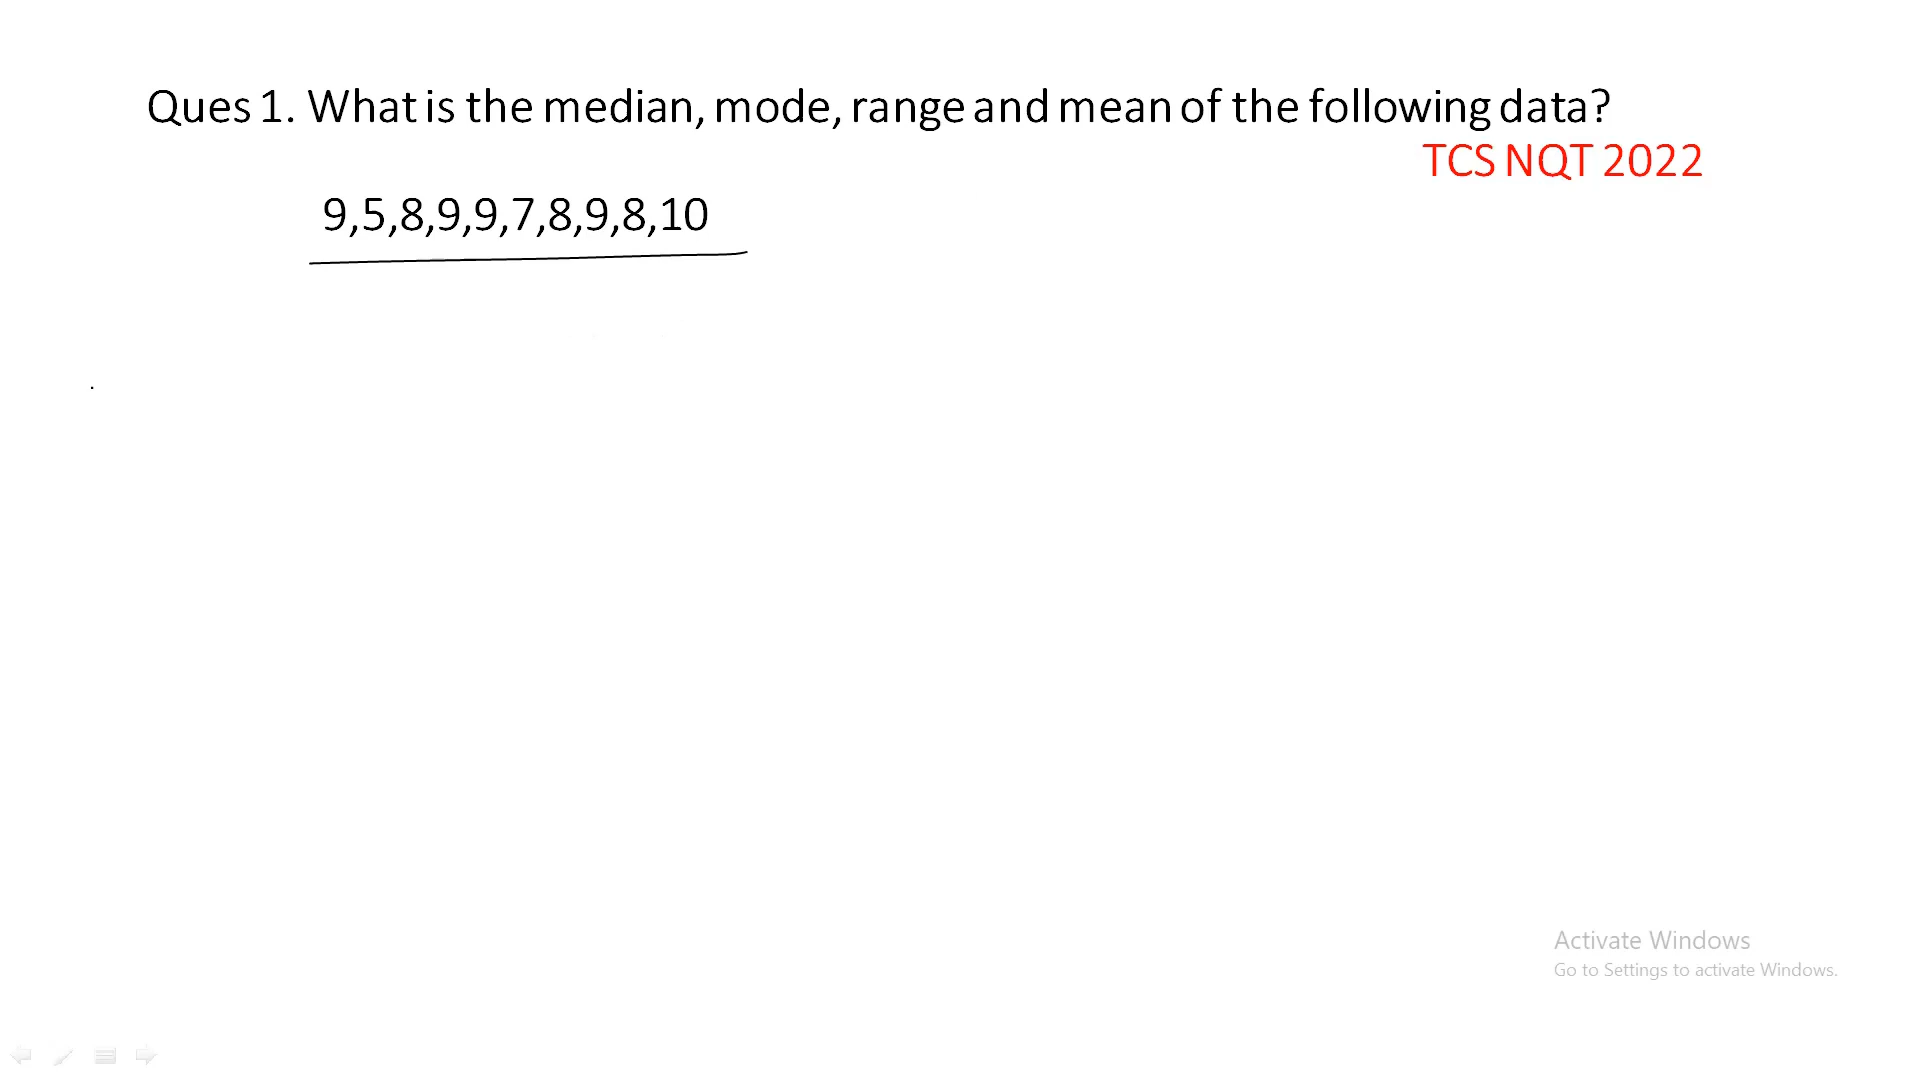 Ques 1. What is the median, mode, range and mean of the following data?
TCS NQT 2022
9,5,8,9,9,7,8,9,8,10
Activate Windows
Go to Settings to activate Windows.